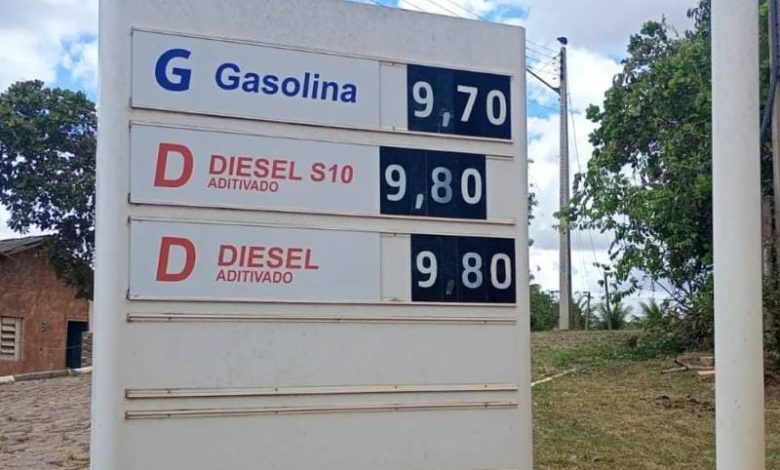 G Gasolina 9,70
D DIESEL S10 9,80
ADITIVADO
D DIESEL 9,80
ADITIVADO